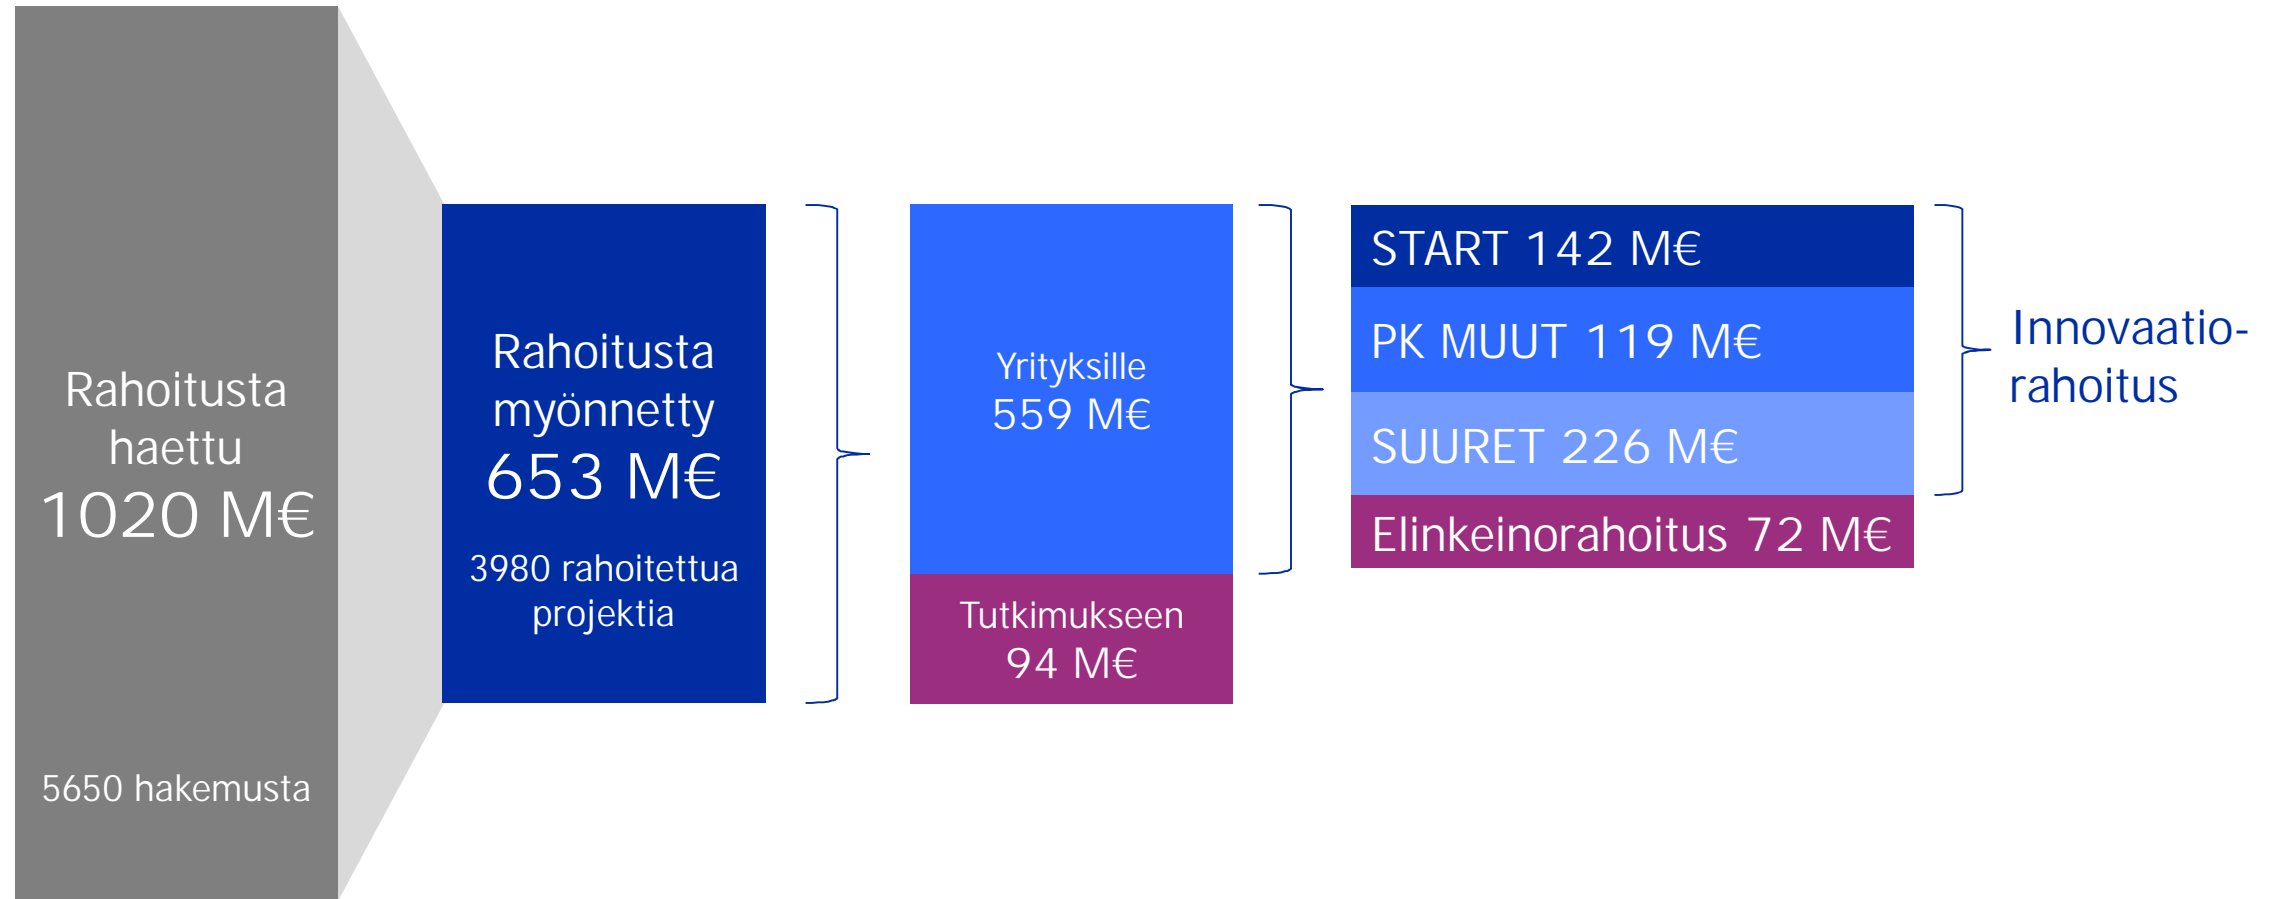 Rahoitusta
haettu
1020 M€
5650 hakemusta
Rahoitusta
myönnetty
653 M€
3980 rahoitettua
projektia
Yrityksille
559 M€
Tutkimukseen
94 M€
START 142 M€
PK MUUT 119 M€
SUURET 226 M€
Elinkeinorahoitus 72 M€
Innovaatio-
rahoitus